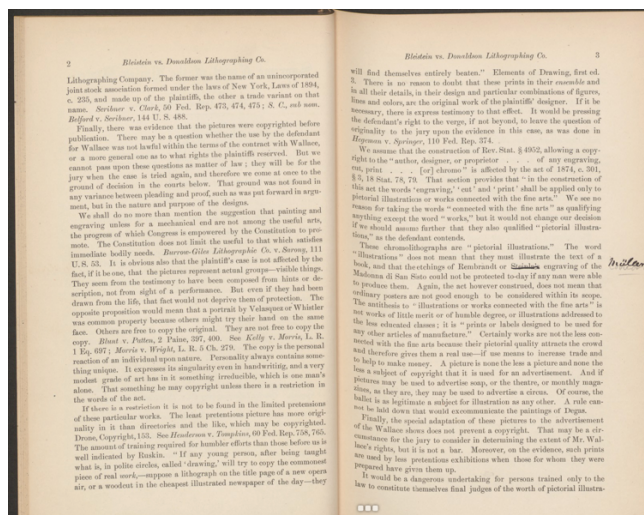 2 Bleistein vs. Donaldson Lithographing Co.
Lithographing Company. The former was the name of an unincorporated
joint stock association formed under the laws of New York, Laws of 1894,
c. 235, and made up of the plaintiffs, the other a trade variant on that
name. Scribner v. Clark, 50 Fed. Rep. 473, 474, 475; S. C., sub nom.
Belford v. Scribner, 144 U. S. 488.
Finally, there was evidence that the pictures were copyrighted before
publication. There may be a question whether the use by the defendant
for Wallace was not lawful within the terms of the contract with Wallace,
or a more general one as to what rights the plaintiffs reserved. But we
cannot pass upon these questions as matter of law; they will be for the
jury when the case is tried again, and therefore we come at once to the
ground of decision in the courts below. That ground was not found in
any variance between pleading and proof, such as was put forward in argu-
ment, but in the nature and purpose of the designs.
We shall do no more than mention the suggestion that painting and
engraving unless for a mechanical end are not among the useful arts,
the progress of which Congress is empowered by the Constitution to pro-
mote. The Constitution does not limit the useful to that which satisfies
immediate bodily needs. Burrow-Giles Lithographic Co. v. Sarony, 111
U. S. 53. It is obvious also that the plaintiff's case is not affected by the
fact, if it be one, that the pictures represent actual groups—visible things.
They seem from the testimony to have been composed from hints or de-
scription, not from sight of a performance. But even if they had been
drawn from the life, that fact would not deprive them of protection. The
opposite proposition would mean that a portrait by Velasquez or Whistler
was common property because others might try their hand on the same
face. Others are free to copy the original. They are not free to copy the
copy. Blunt v. Patten, 2 Paine, 397, 400. See Kelly v. Morris, L. R.
1 Eq. 697; Morris v. Wright, L. R. 5 Ch. 279. The copy is the personal
reaction of an individual upon nature. Personality always contains some-
thing unique. It expresses its singularity even in handwriting, and a very
modest grade of art has in it something irreducible, which is one man's
alone. That something he may copyright unless there is a restriction in
the words of the act.
If there is a restriction it is not to be found in the limited pretensions
of these particular works. The least pretentious picture has more origi-
nality in it than directories and the like, which may be copyrighted.
Drone, Copyright, 153. See Henderson v. Tompkins, 60 Fed. Rep. 758, 765.
The amount of training required for humbler efforts than those before us is
well indicated by Ruskin. "If any young person, after being taught
what is, in polite circles, called 'drawing,' will try to copy the commonest
piece of real work,—suppose a lithograph on the title page of a new opera
air, or a woodcut in the cheapest illustrated newspaper of the day—they
Bleistein vs. Donaldson Lithographing Co. 3
will find themselves entirely beaten." Elements of Drawing, first ed.
3. There is no reason to doubt that these prints in their ensemble and
in all their details, in their design and particular combinations of figures,
lines and colors, are the original work of the plaintiffs' designer. If it be
necessary, there is express testimony to that effect. It would be pressing
the defendant's right to the verge, if not beyond, to leave the question of
originality to the jury upon the evidence in this case, as was done in
Hegeman v. Springer, 110 Fed. Rep. 374.
We assume that the construction of Rev. Stat. § 4952, allowing a copy-
right to the "author, designer, or proprietor . . . of any engraving,
cut, print . . . [or] chromo" is affected by the act of 1874, c. 301,
§ 3, 18 Stat. 78, 79. That section provides that "in the construction of
this act the words 'engraving,' 'cut' and 'print' shall be applied only to
pictorial illustrations or works connected with the fine arts." We see no
reason for taking the words "connected with the fine arts" as qualifying
anything except the word "works," but it would not change our decision
if we should assume further that they also qualified "pictorial illustra-
tions," as the defendant contends.
These chromolithographs are "pictorial illustrations." The word
"illustrations" does not mean that they must illustrate the text of a
book, and that the etchings of Rembrandt or engraving of the
Madonna di San Sisto could not be protected to-day if any man were able
to produce them. Again, the act however construed, does not mean that
ordinary posters are not good enough to be considered within its scope.
The antithesis to "illustrations or works connected with the fine arts" is
not works of little merit or of humble degree, or illustrations addressed to
the less educated classes; it is "prints or labels designed to be used for
any other articles of manufacture." Certainly works are not the less con-
nected with the fine arts because their pictorial quality attracts the crowd
and therefore gives them a real use—if use means to increase trade and
to help to make money. A picture is none the less a picture and none the
less a subject of copyright that it is used for an advertisement. And if
pictures may be used to advertise soap, or the theatre, or monthly maga-
zines, as they are, they may be used to advertise a circus. Of course, the
ballet is as legitimate a subject for illustration as any other. A rule can-
not be laid down that would excommunicate the paintings of Degas.
Finally, the special adaptation of these pictures to the advertisement
of the Wallace shows does not prevent a copyright. That may be a cir-
cumstance for the jury to consider in determining the extent of Mr. Wal-
lace's rights, but it is not a bar. Moreover, on the evidence, such prints
are used by less pretentious exhibitions when those for whom they were
prepared have given them up.
It would be a dangerous undertaking for persons trained only to the
law to constitute themselves final judges of the worth of pictorial illustra-